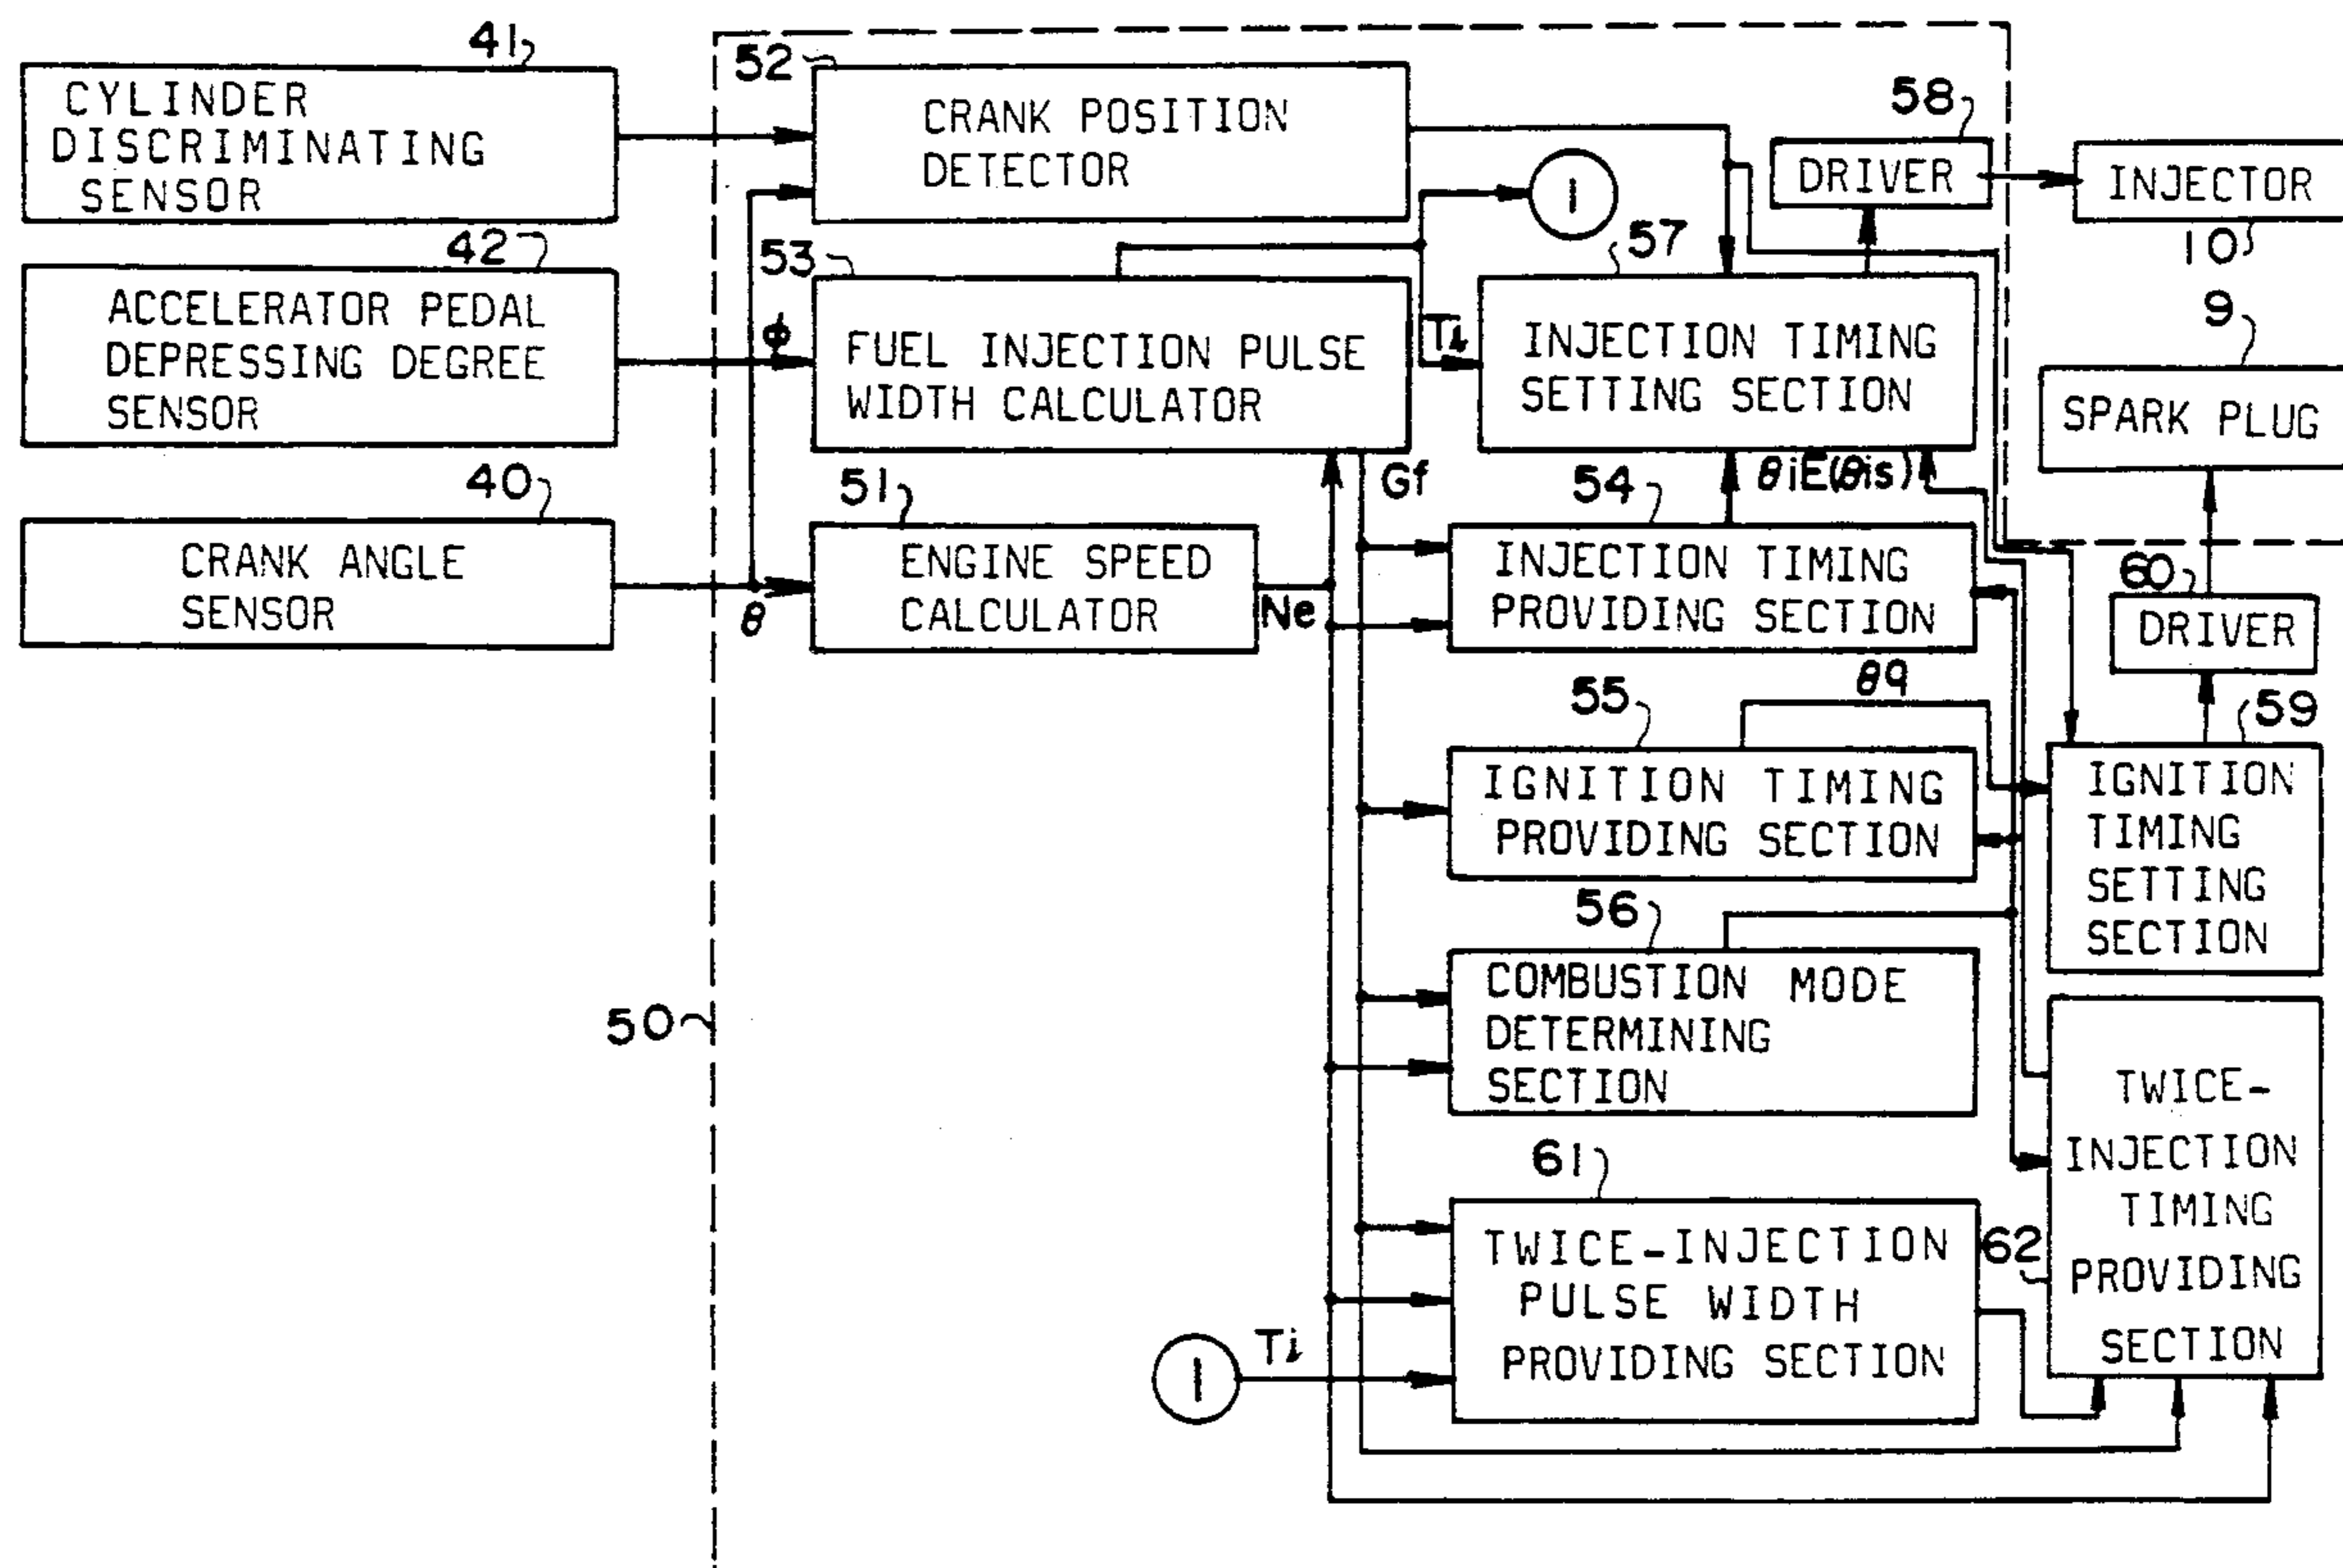 41
CYLINDER
DISCRIMINATING
SENSOR
42
ACCELERATOR PEDAL
DEPRESSING DEGREE
SENSOR
40
CRANK ANGLE
SENSOR
50
52
CRANK POSITION
DETECTOR
53
ϕ
FUEL INJECTION PULSE
WIDTH CALCULATOR
51
θ
ENGINE SPEED
CALCULATOR
Ne
Gf
1
Ti
57
INJECTION TIMING
SETTING SECTION
58
DRIVER
INJECTOR
10
9
SPARK PLUG
54
θiE(θis)
INJECTION TIMING
PROVIDING SECTION
60
DRIVER
55
θg
IGNITION TIMING
PROVIDING SECTION
59
IGNITION
TIMING
SETTING
SECTION
56
COMBUSTION MODE
DETERMINING
SECTION
61
TWICE-INJECTION
PULSE WIDTH
PROVIDING SECTION
1
Ti
62
TWICE-
INJECTION
TIMING
PROVIDING
SECTION